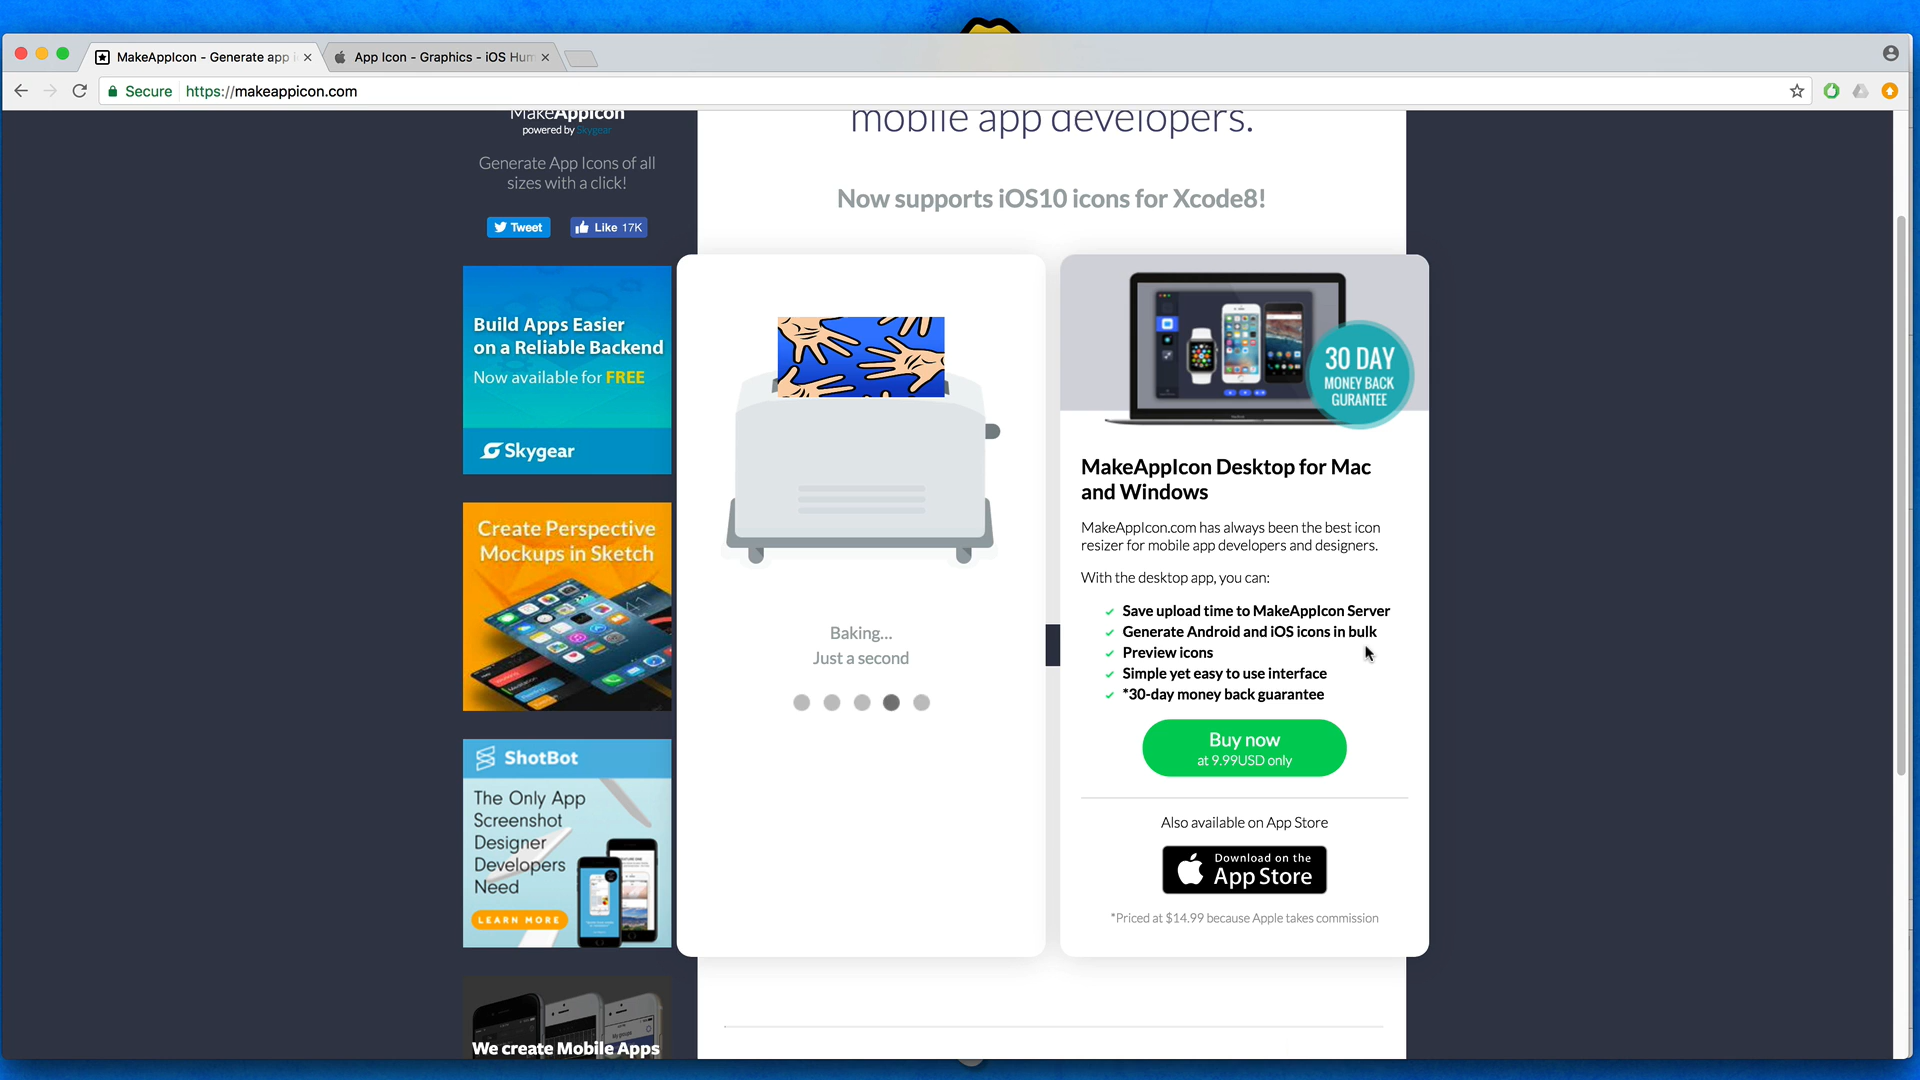 MakeAppIcon - Generate app i
App Icon - Graphics - iOS Hum
Secure
https://makeappicon.com
MakeAppIcon
powered by Skygear
Generate App Icons of all
sizes with a click!
Tweet
Like 17K
Build Apps Easier
on a Reliable Backend
Now available for FREE
Skygear
Create Perspective
Mockups in Sketch
ShotBot
The Only App
Screenshot
Designer
Developers
Need
LEARN MORE
We create Mobile Apps
mobile app developers.
Now supports iOS10 icons for Xcode8!
Baking...
Just a second
30 DAY
MONEY BACK
GURANTEE
MakeAppIcon Desktop for Mac
and Windows
MakeAppIcon.com has always been the best icon
resizer for mobile app developers and designers.
With the desktop app, you can:
Save upload time to MakeAppIcon Server
Generate Android and iOS icons in bulk
Preview icons
Simple yet easy to use interface
*30-day money back guarantee
Buy now
at 9.99USD only
Also available on App Store
Download on the
App Store
*Priced at $14.99 because Apple takes commission